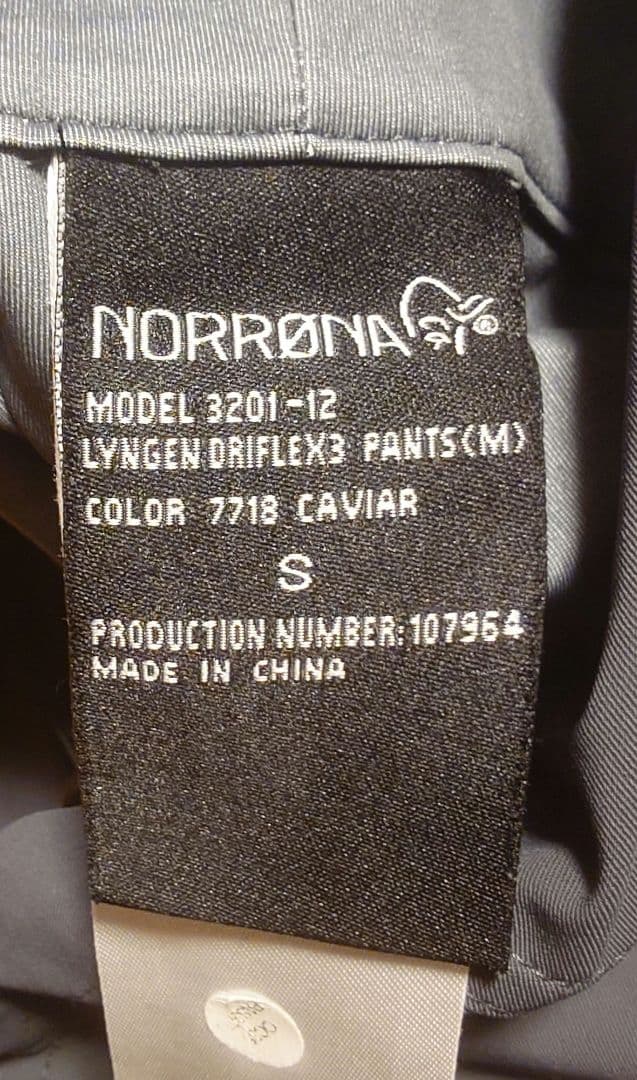 NORRØNA®
MODEL 3201-12
LYNGEN DRIFLEX3 PANTS(M)
COLOR 7718 CAVIAR
S
PRODUCTION NUMBER:107964
MADE IN CHINA